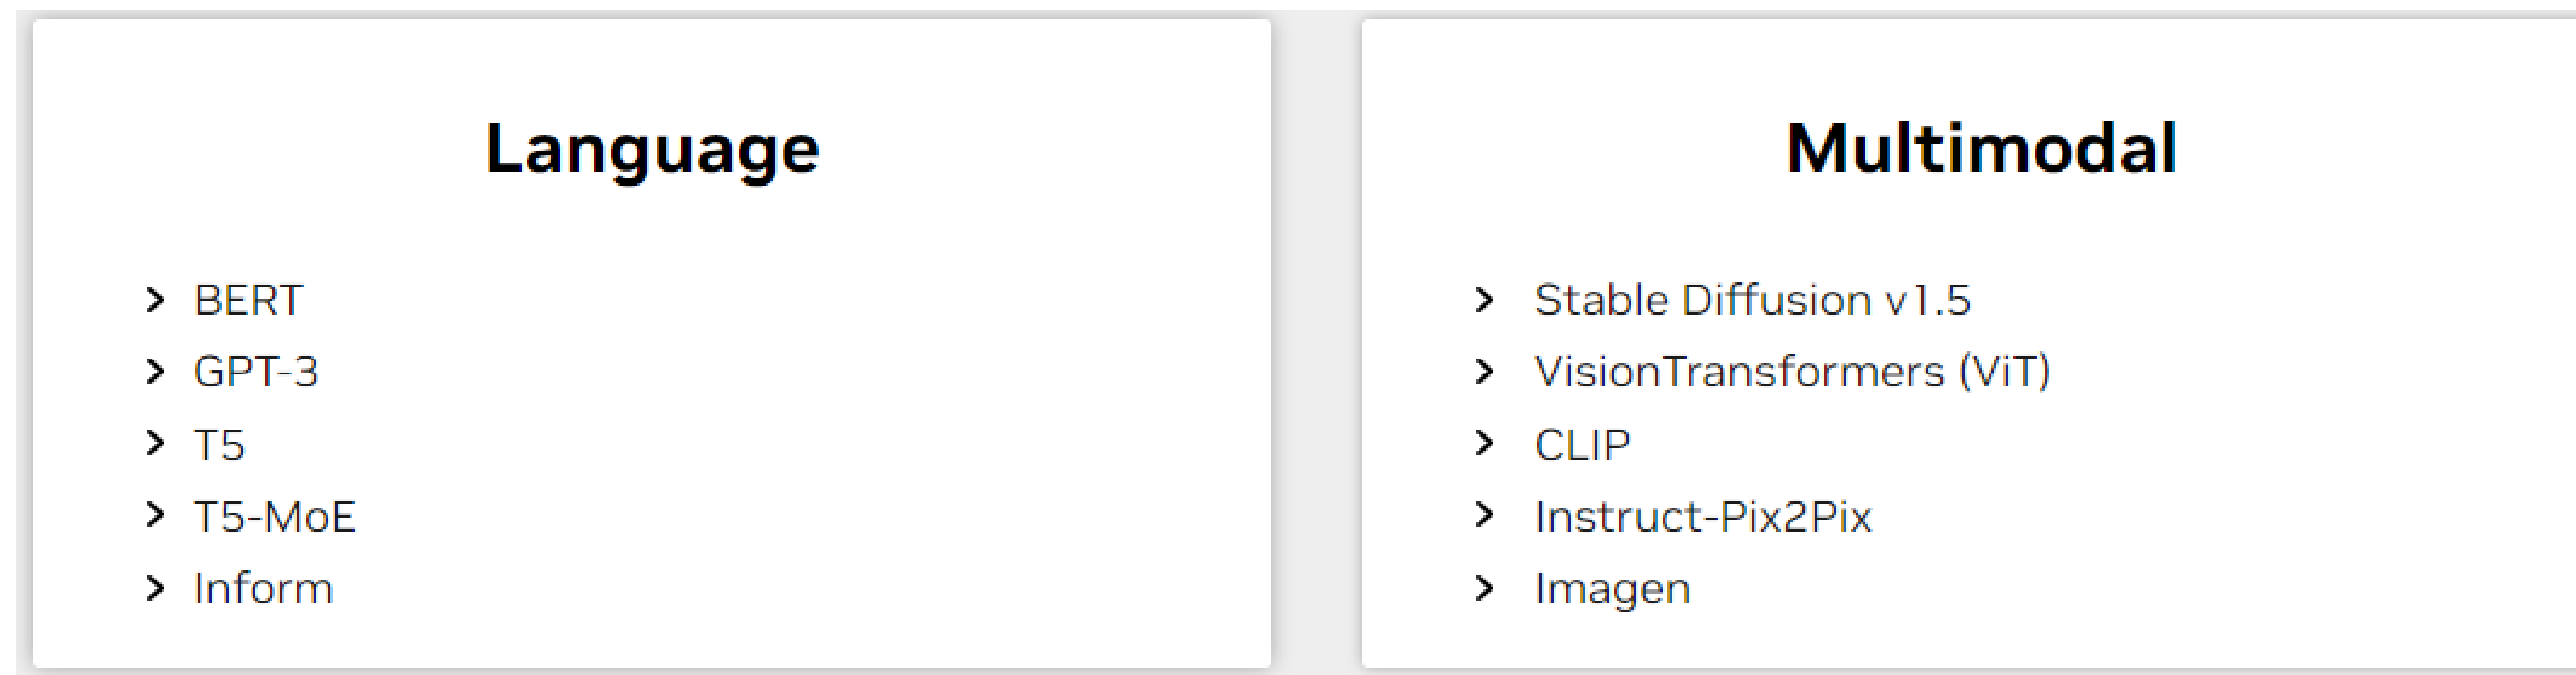 Language
BERT
GPT-3
T5
T5-MoE
Inform
Multimodal
Stable Diffusion v1.5
VisionTransformers (ViT)
CLIP
Instruct-Pix2Pix
Imagen